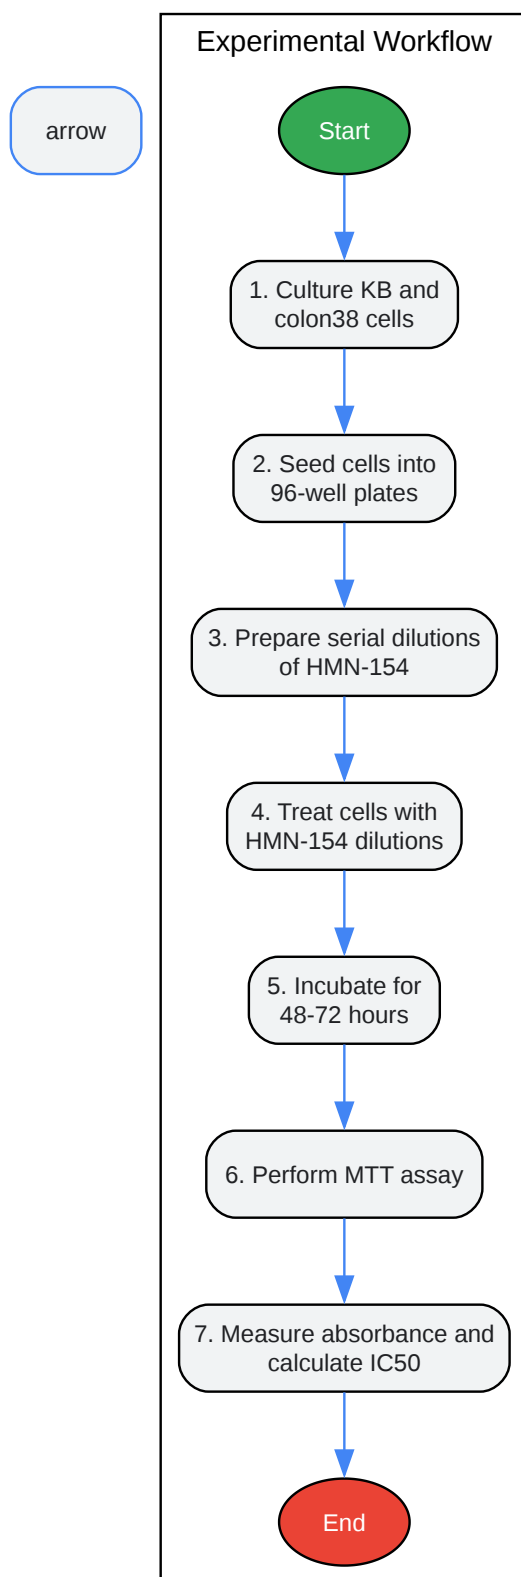 Experimental Workflow
arrow
Start
1. Culture KB and
colon38 cells
2. Seed cells into
96-well plates
3. Prepare serial dilutions
of HMN-154
4. Treat cells with
HMN-154 dilutions
5. Incubate for
48-72 hours
6. Perform MTT assay
7. Measure absorbance and
calculate IC50
End